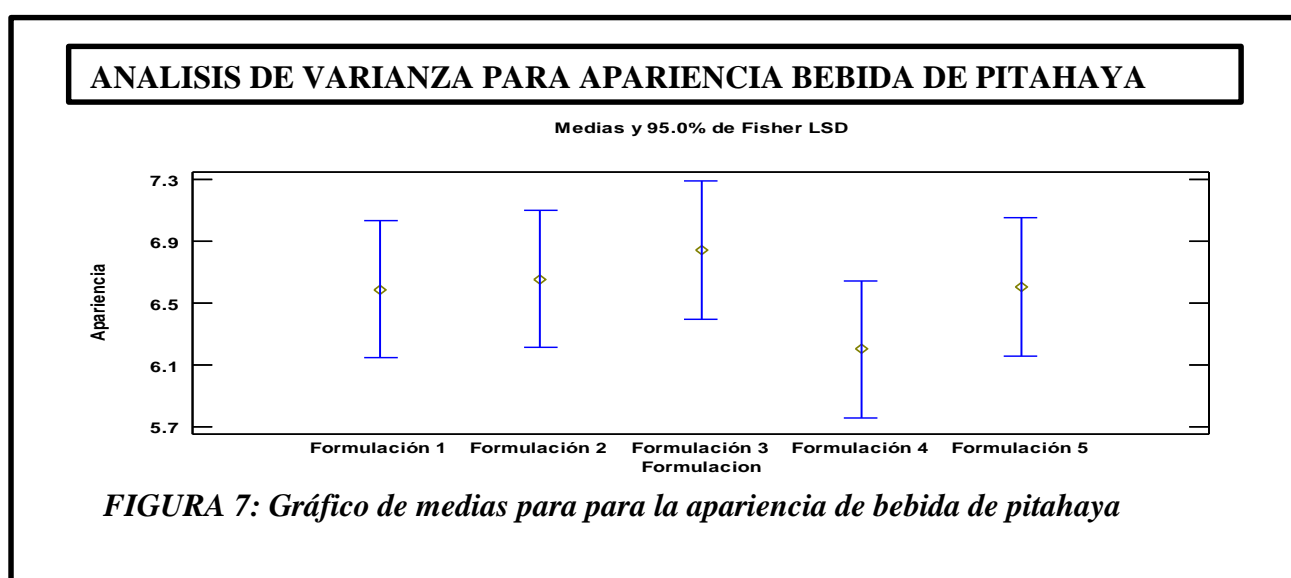 ANALISIS DE VARIANZA PARA APARIENCIA BEBIDA DE PITAHAYA
Medias y 95.0% de Fisher LSD
7.3
6.9
6.5
6.1
5.7
Apariencia
Formulación 1 Formulación 2 Formulación 3 Formulación 4 Formulación 5
Formulacion
FIGURA 7: Gráfico de medias para para la apariencia de bebida de pitahaya